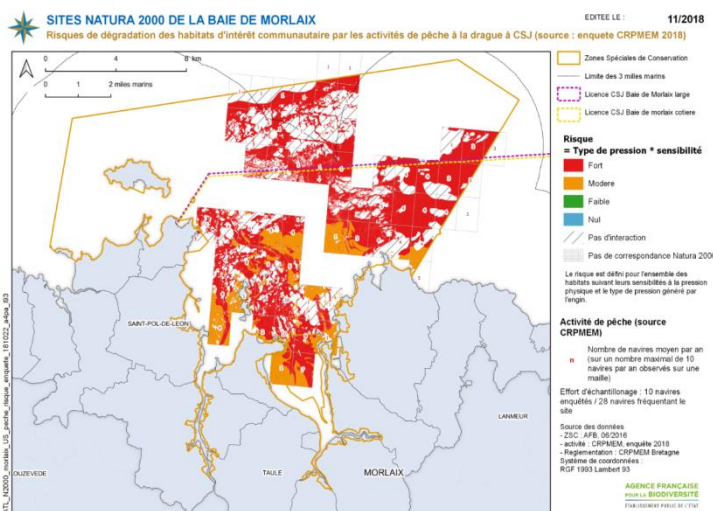 SITES NATURA 2000 DE LA BAIE DE MORLAIX
EDITEE LE : 11/2018
Risques de dégradation des habitats d'intérêt communautaire par les activités de pêche à la drague à CSJ (source : enquete CRPMEM 2018)
0 4 8 km
0 1 2 miles marins
SAINT-POL-DE-LEON
LANMEUR
TAULE
MORLAIX
LOUZEVEDE
Zones Spéciales de Conservation
Limite des 3 milles marins
Licence CSJ Baie de Morlaix large
Licence CSJ Baie de morlaix cotiere
Risque
= Type de pression * sensibilité
Fort
Modere
Faible
Nul
Pas d'interaction
Pas de correspondance Natura 2000
Le risque est défini pour l'ensemble des
habitats suivant leurs sensibilités à la pression
physique et le type de pression généré par
l'engin.
Activité de pêche (source
CRPMEM)
n Nombre de navires moyen par an
(sur un nombre maximal de 10
navires par an observés sur une
maille)
Effort d'échantillonage : 10 navires
enquêtés / 28 navires fréquentant le
site
Source des données
- ZSC : AFB, 06/2016
- activité : CRPMEM, enquête 2018
- Reglementation : CRPMEM Bretagne
Système de coordonnées :
RGF 1993 Lambert 93
AGENCE FRANÇAISE
POUR LA BIODIVERSITÉ
ÉTABLISSEMENT PUBLIC DE L'ÉTAT